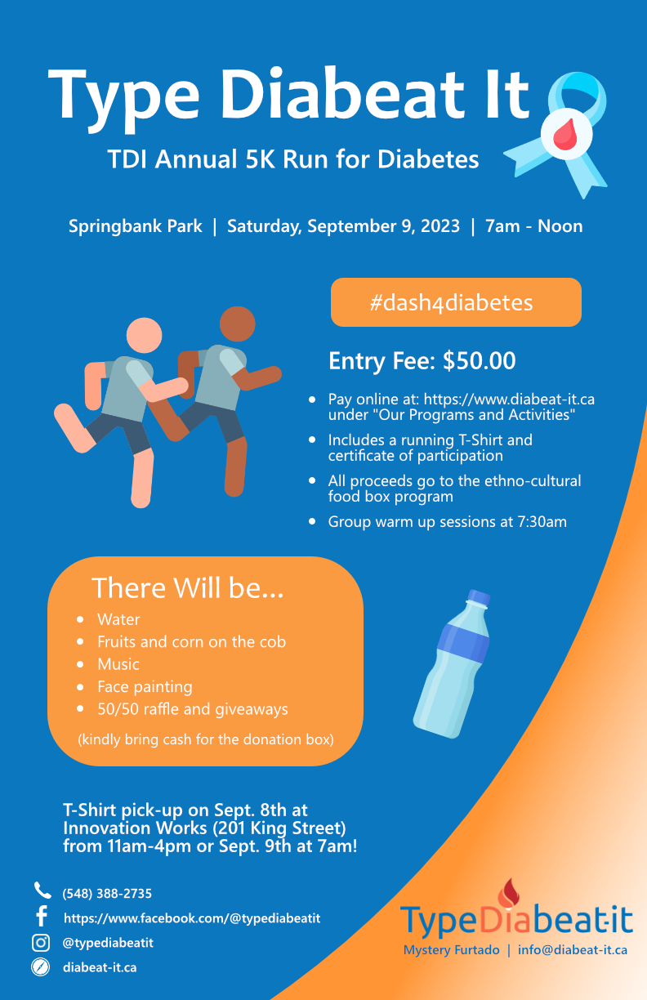 Type Diabeat It
TDI Annual 5K Run for Diabetes
Springbank Park | Saturday, September 9, 2023 | 7am - Noon
#dash4diabetes
Entry Fee: $50.00
• Pay online at: https://www.diabeat-it.ca
under "Our Programs and Activities"
• Includes a running T-Shirt and
certificate of participation
• All proceeds go to the ethno-cultural
food box program
• Group warm up sessions at 7:30am
There Will be...
• Water
• Fruits and corn on the cob
• Music
• Face painting
• 50/50 raffle and giveaways
(kindly bring cash for the donation box)
T-Shirt pick-up on Sept. 8th at
Innovation Works (201 King Street)
from 11am-4pm or Sept. 9th at 7am!
(548) 388-2735
https://www.facebook.com/@typediabeatit
@typediabeatit
diabeat-it.ca
TypeDiabeat-it
Mystery Furtado | info@diabeat-it.ca